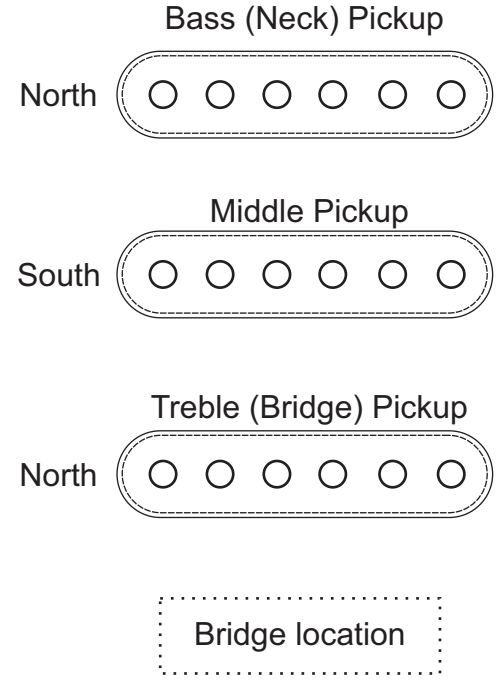 Bass (Neck) Pickup
North
Middle Pickup
South
Treble (Bridge) Pickup
North
Bridge location